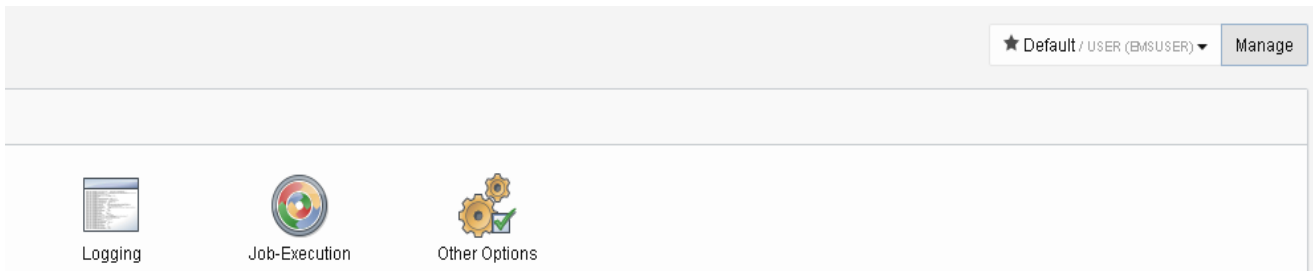 Default / USER (EMSUSER) Manage
Logging Job-Execution Other Options